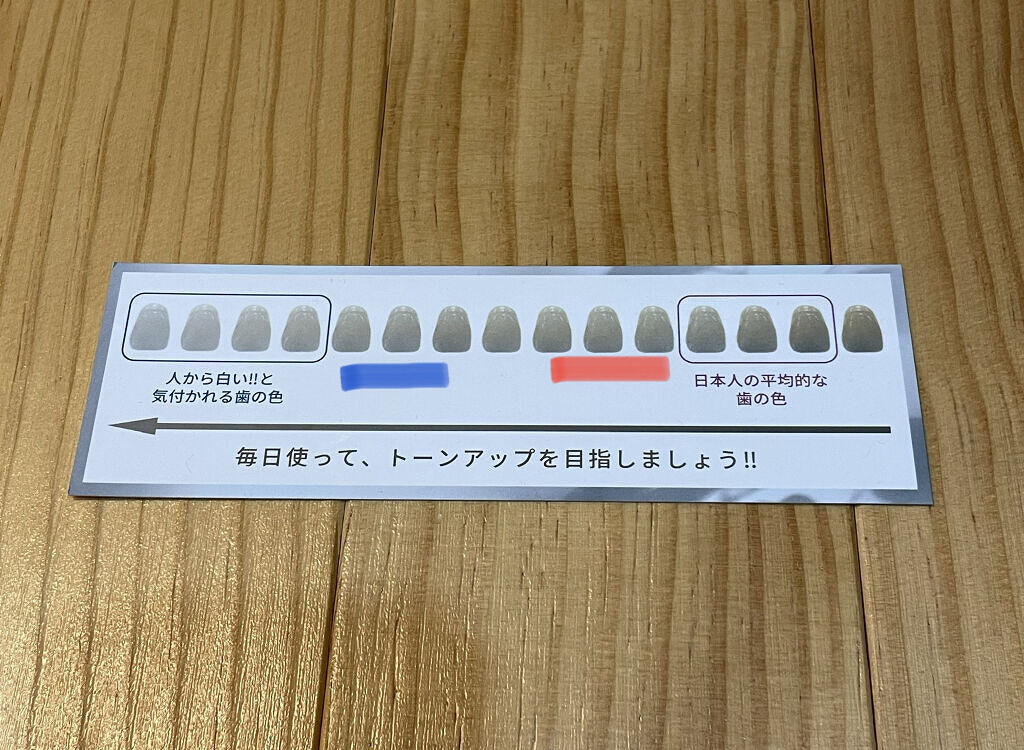 人から白い!!と
気付かれる歯の色
日本人の平均的な
歯の色
毎日使って、トーンアップを目指しましょう!!